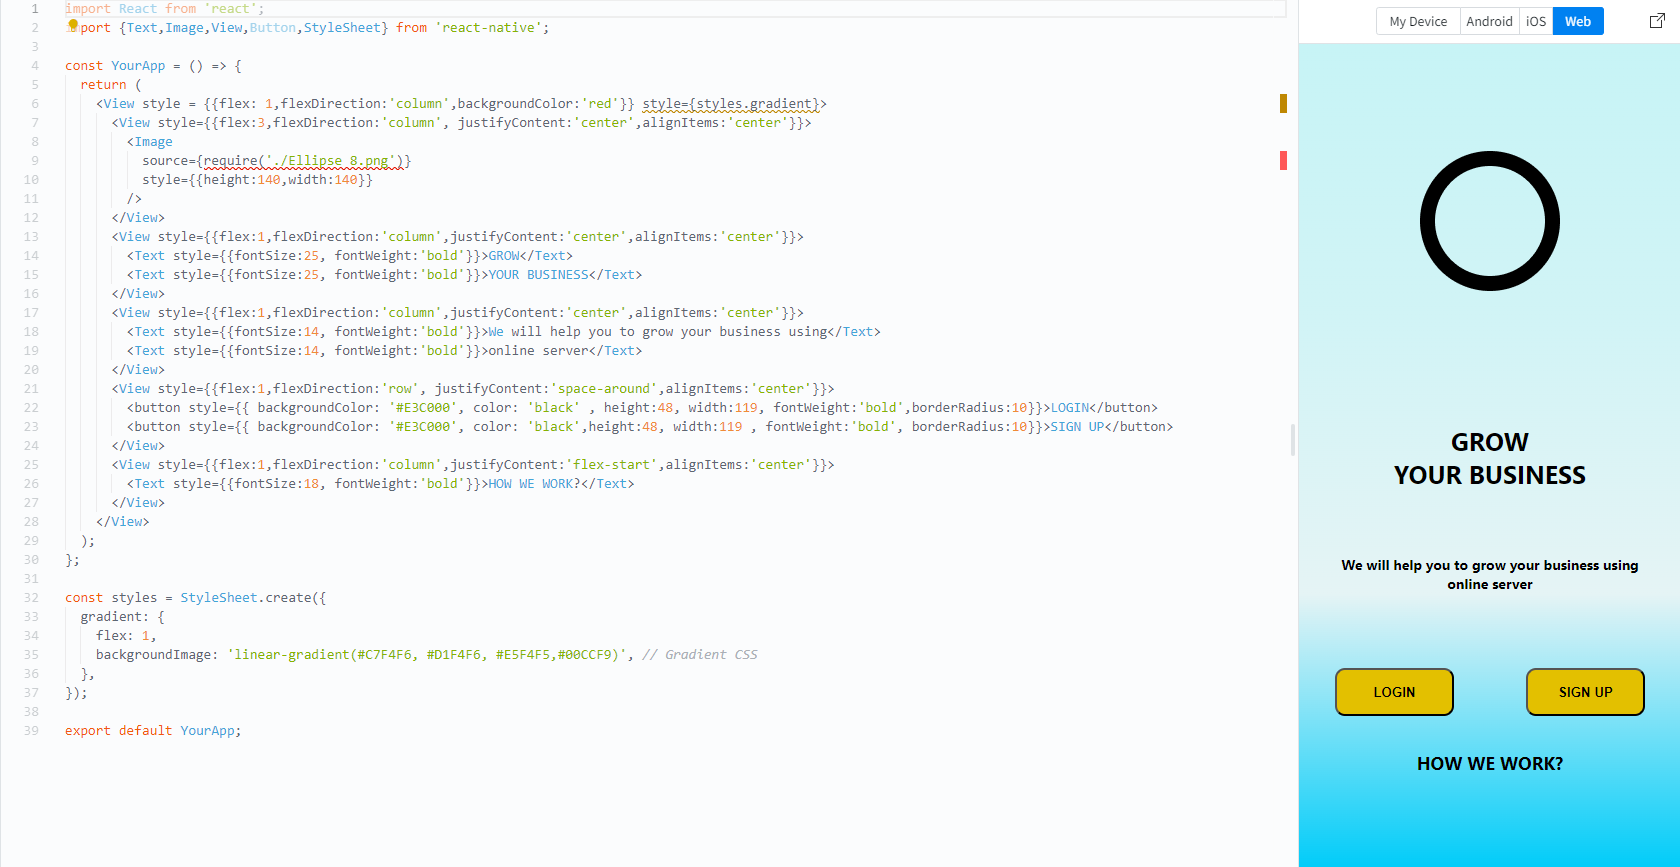 1 import React from 'react';
2 import {Text,Image,View,Button,StyleSheet} from 'react-native';
3
4 const YourApp = () => {
5 return (
6 <View style = {{flex: 1,flexDirection:'column',backgroundColor:'red'}} style={styles.gradient}>
7 <View style={{flex:3,flexDirection:'column', justifyContent:'center',alignItems:'center'}}>
8 <Image
9 source={require('./Ellipse 8.png')}
10 style={{height:140,width:140}}
11 />
12 </View>
13 <View style={{flex:1,flexDirection:'column',justifyContent:'center',alignItems:'center'}}>
14 <Text style={{fontSize:25, fontWeight:'bold'}}>GROW</Text>
15 <Text style={{fontSize:25, fontWeight:'bold'}}>YOUR BUSINESS</Text>
16 </View>
17 <View style={{flex:1,flexDirection:'column',justifyContent:'center',alignItems:'center'}}>
18 <Text style={{fontSize:14, fontWeight:'bold'}}>We will help you to grow your business using</Text>
19 <Text style={{fontSize:14, fontWeight:'bold'}}>online server</Text>
20 </View>
21 <View style={{flex:1,flexDirection:'row', justifyContent:'space-around',alignItems:'center'}}>
22 <button style={{ backgroundColor: '#E3C000', color: 'black' , height:48, width:119, fontWeight:'bold',borderRadius:10}}>LOGIN</button>
23 <button style={{ backgroundColor: '#E3C000', color: 'black',height:48, width:119 , fontWeight:'bold', borderRadius:10}}>SIGN UP</button>
24 </View>
25 <View style={{flex:1,flexDirection:'column',justifyContent:'flex-start',alignItems:'center'}}>
26 <Text style={{fontSize:18, fontWeight:'bold'}}>HOW WE WORK?</Text>
27 </View>
28 </View>
29 );
30 };
31
32 const styles = StyleSheet.create({
33 gradient: {
34 flex: 1,
35 backgroundImage: 'linear-gradient(#C7F4F6, #D1F4F6, #E5F4F5,#00CCF9)', // Gradient CSS
36 },
37 });
38
39 export default YourApp;
My Device Android iOS Web
GROW
YOUR BUSINESS
We will help you to grow your business using
online server
LOGIN SIGN UP
HOW WE WORK?